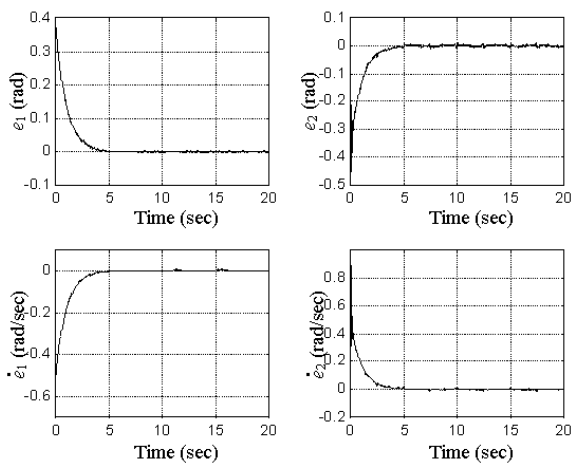 0.4
0.3
0.2
0.1
0
-0.1
e1 (rad)
0 5 10 15 20
Time (sec)
0
-0.1
-0.2
-0.3
-0.4
-0.5
e2 (rad)
0 5 10 15 20
Time (sec)
0
-0.2
-0.4
-0.6
ė1 (rad/sec)
0 5 10 15 20
Time (sec)
0.8
0.6
0.4
0.2
0
-0.2
ė2 (rad/sec)
0 5 10 15 20
Time (sec)